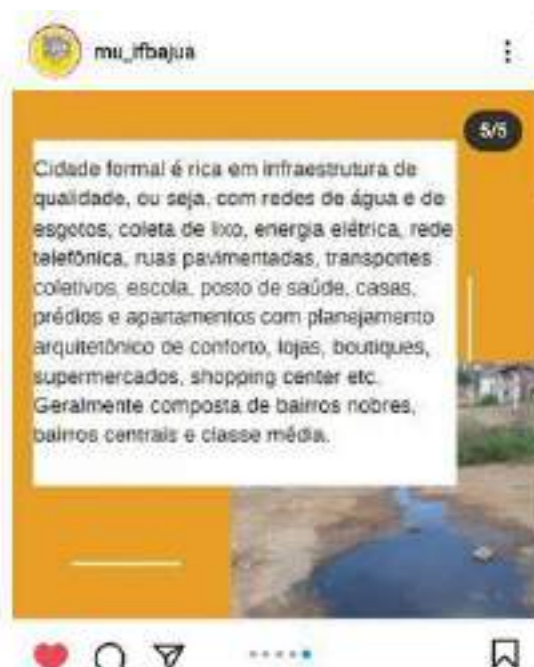 mu_ifbajua
5/5
Cidade formal é rica em infraestrutura de
qualidade, ou seja, com redes de água e de
esgotos, coleta de lixo, energia elétrica, rede
telefônica, ruas pavimentadas, transportes
coletivos, escola, posto de saúde, casas,
prédios e apartamentos com planejamento
arquitetônico de conforto, lojas, boutiques,
supermercados, shopping center etc.
Geralmente composta de bairros nobres,
bairros centrais e classe média.